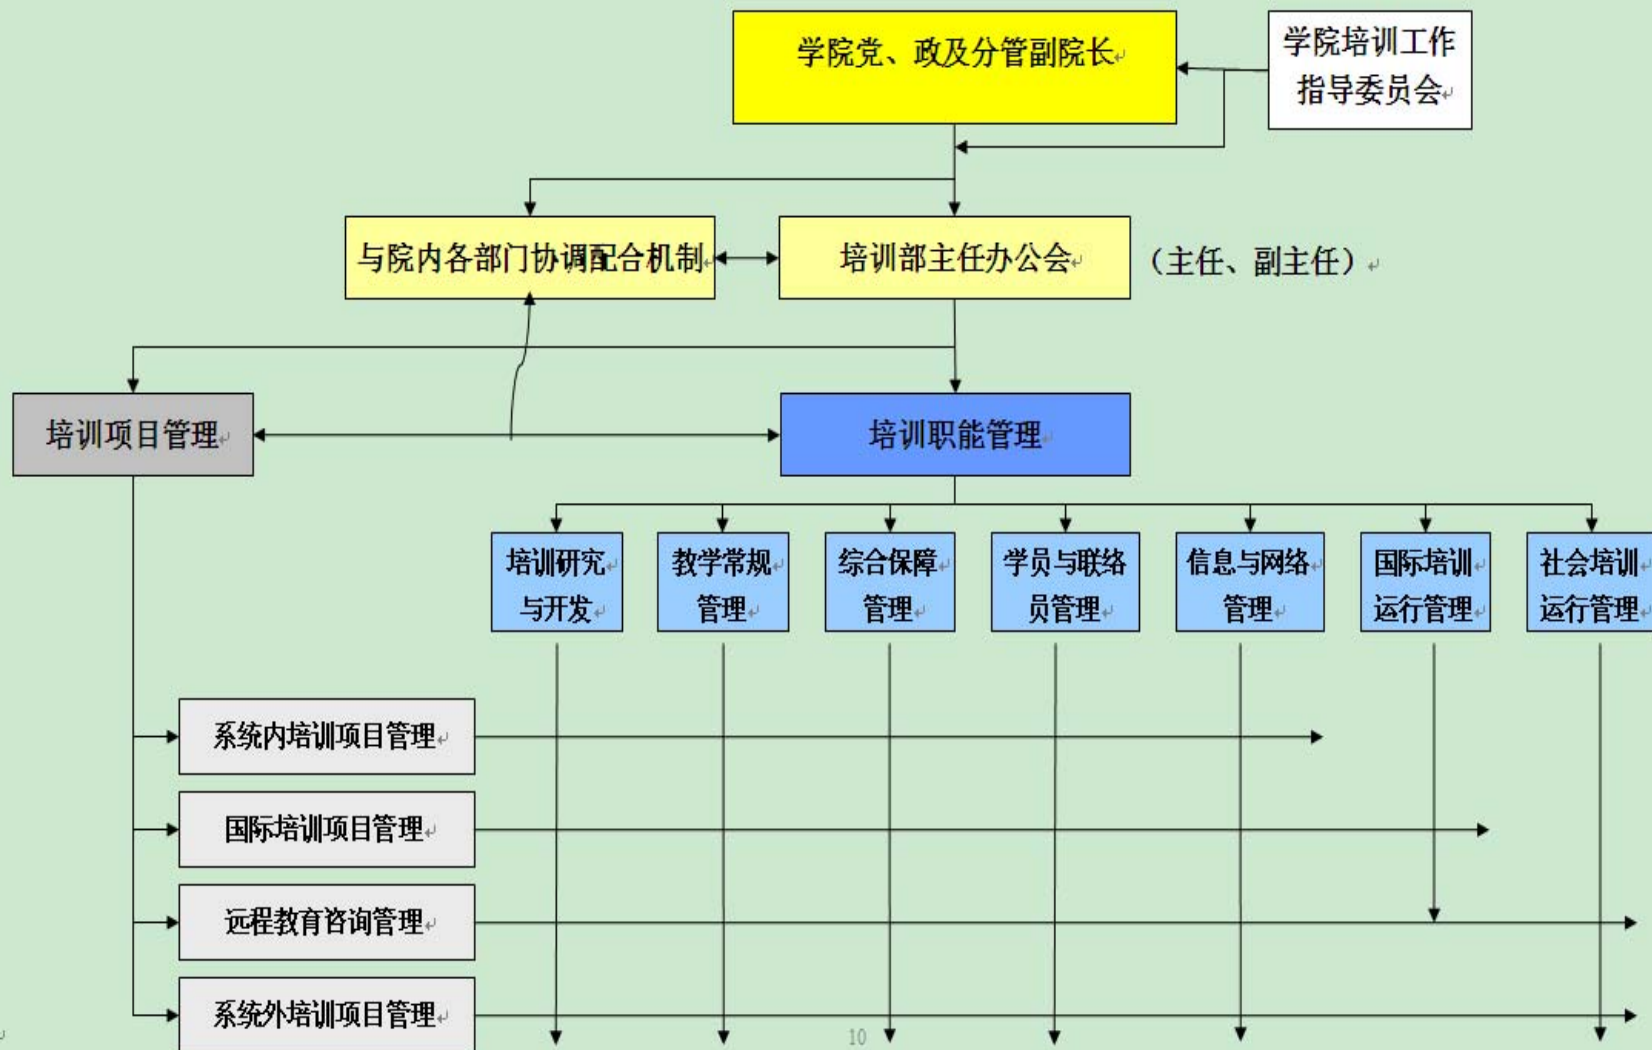 学院党、政及分管副院长
学院培训工作
指导委员会
与院内各部门协调配合机制
培训部主任办公会
（主任、副主任）
培训项目管理
培训职能管理
培训研究
与开发
教学常规
管理
综合保障
管理
学员与联络
员管理
信息与网络
管理
国际培训
运行管理
社会培训
运行管理
系统内培训项目管理
国际培训项目管理
远程教育咨询管理
系统外培训项目管理
10